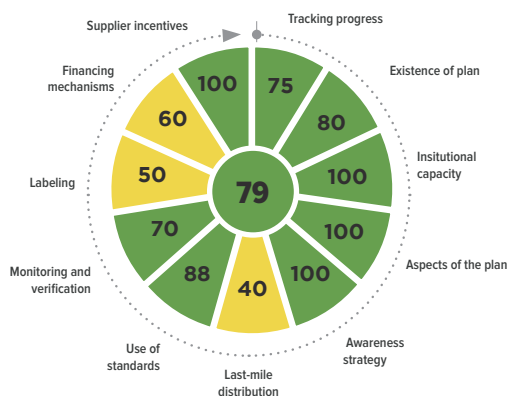 Tracking progress
75
Existence of plan
80
Insitutional
capacity
100
Aspects of the plan
100
Awareness
strategy
100
Last-mile
distribution
40
Use of
standards
88
Monitoring and
verification
70
Labeling
50
Financing
mechanisms
60
Supplier incentives
100
79